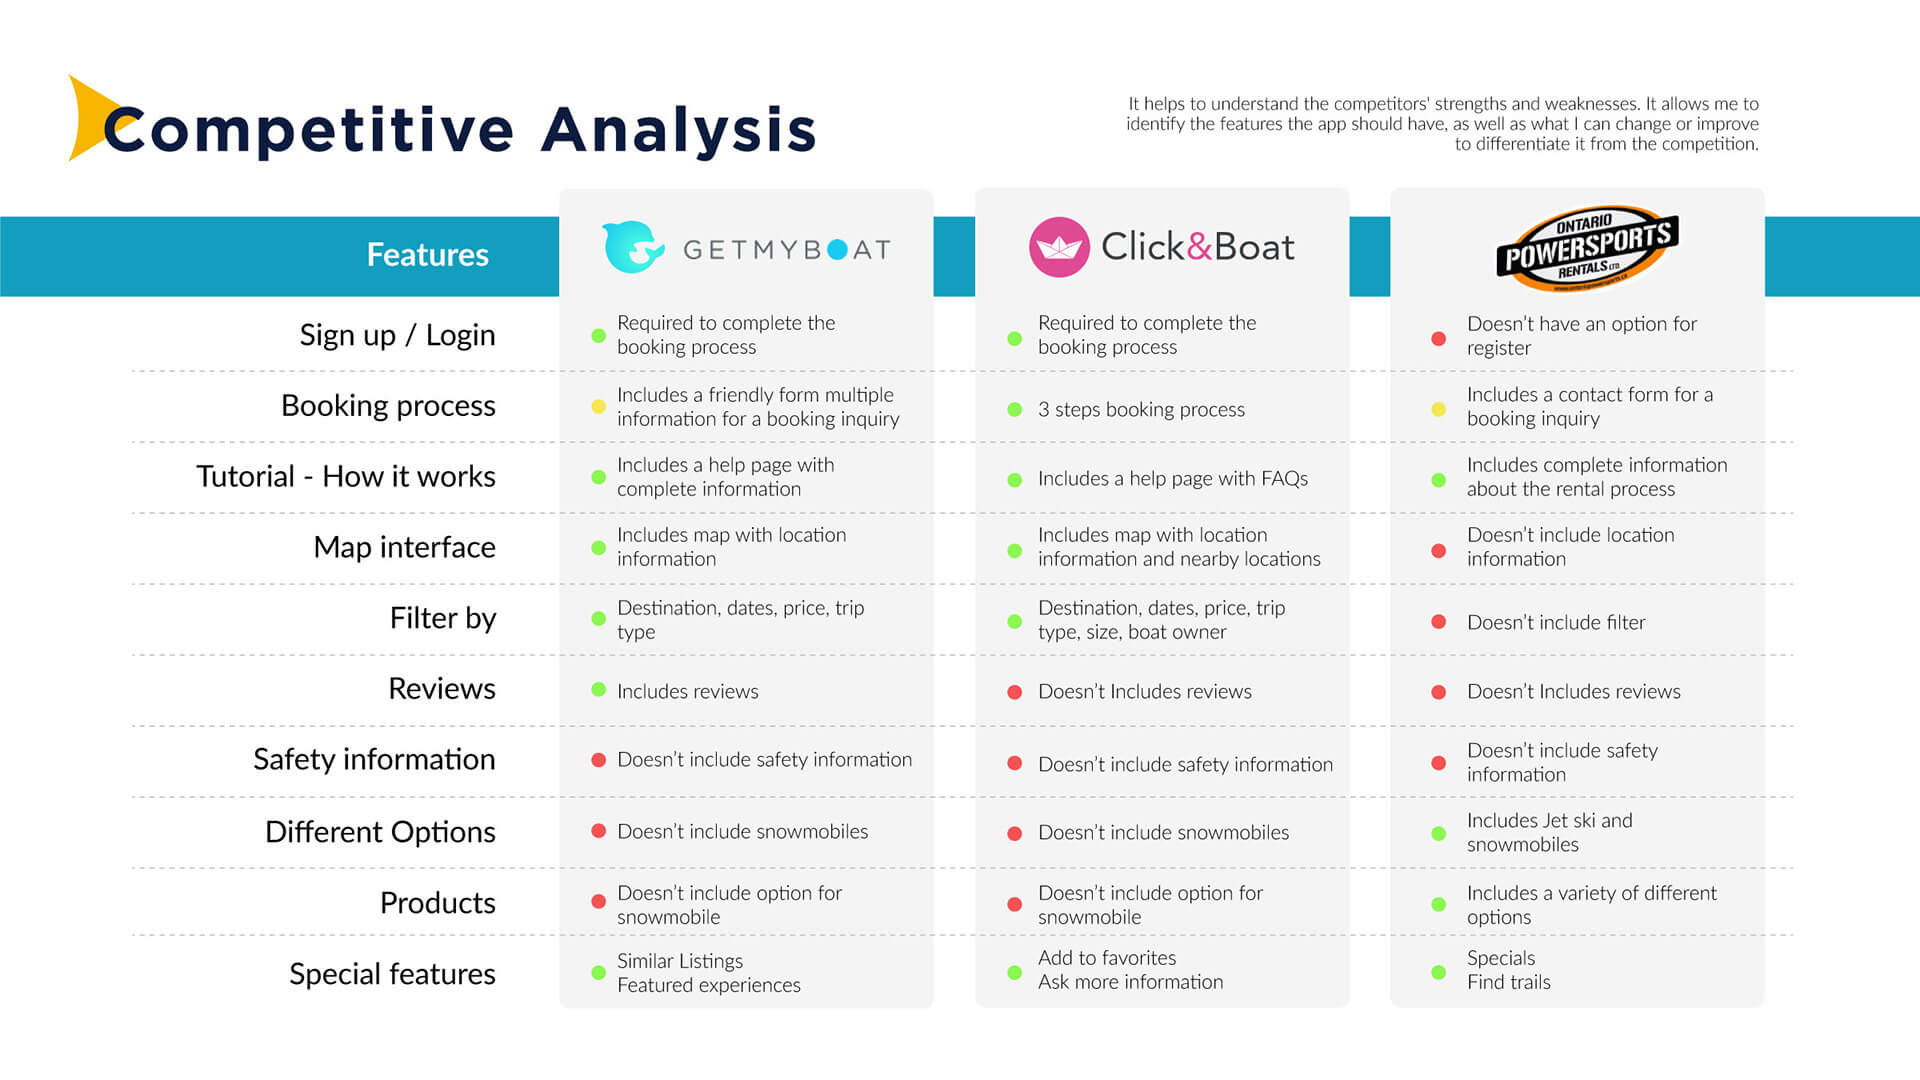 Competitive Analysis
It helps to understand the competitors' strengths and weaknesses. It allows me to
identify the features the app should have, as well as what I can change or improve
to differentiate it from the competition.
Features
GETMYBOAT
Click&Boat
ONTARIO
POWERSPORTS
RENTALS LTD
Sign up / Login
Required to complete the
booking process
Required to complete the
booking process
Doesn't have an option for
register
Booking process
Includes a friendly form multiple
information for a booking inquiry
3 steps booking process
Includes a contact form for a
booking inquiry
Tutorial - How it works
Includes a help page with
complete information
Includes a help page with FAQs
Includes complete information
about the rental process
Map interface
Includes map with location
information
Includes map with location
information and nearby locations
Doesn't include location
information
Filter by
Destination, dates, price, trip
type
Destination, dates, price, trip
type, size, boat owner
Doesn't include filter
Reviews
Includes reviews
Doesn't Includes reviews
Doesn't Includes reviews
Safety information
Doesn't include safety information
Doesn't include safety information
Doesn't include safety
information
Different Options
Doesn't include snowmobiles
Doesn't include snowmobiles
Includes Jet ski and
snowmobiles
Products
Doesn't include option for
snowmobile
Doesn't include option for
snowmobile
Includes a variety of different
options
Special features
Similar Listings
Featured experiences
Add to favorites
Ask more information
Specials
Find trails